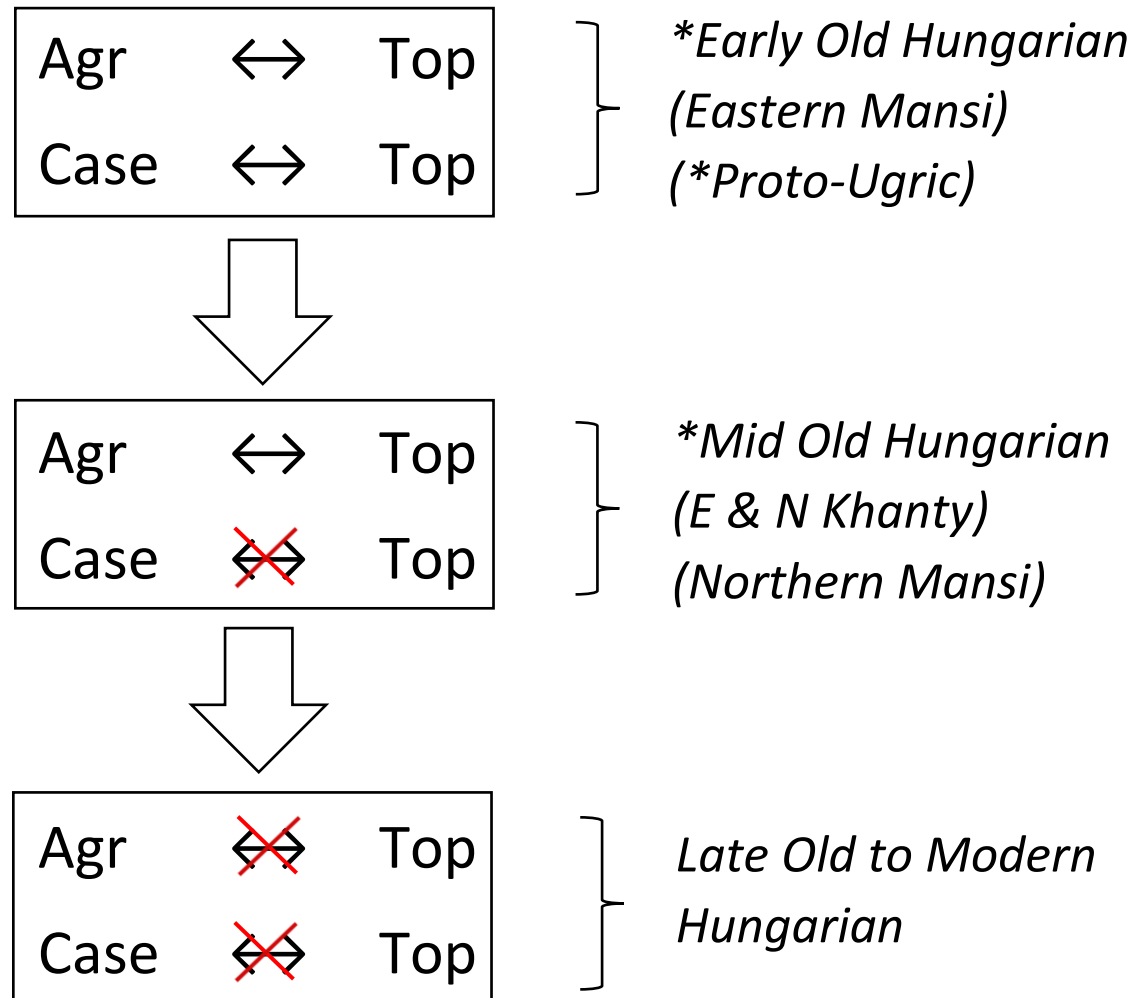 Agr ↔ Top
Case ↔ Top
*Early Old Hungarian
(Eastern Mansi)
(*Proto-Ugric)
Agr ↔ Top
Case ↔ Top
*Mid Old Hungarian
(E & N Khanty)
(Northern Mansi)
Agr ↔ Top
Case ↔ Top
Late Old to Modern
Hungarian